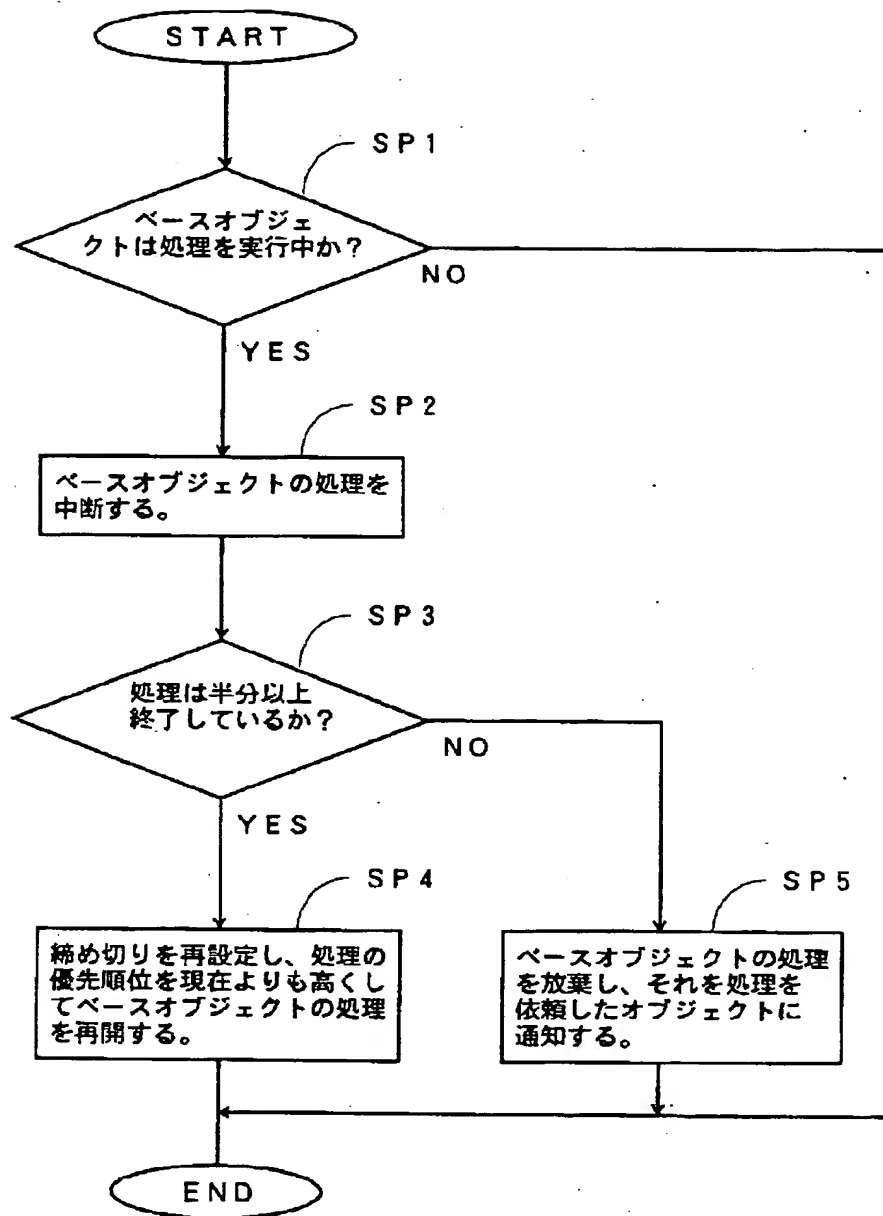 START
SP1
ベースオブジェ
クトは処理を実行中か？
NO
YES
SP2
ベースオブジェクトの処理を
中断する。
SP3
処理は半分以上
終了しているか？
NO
YES
SP4
締め切りを再設定し、処理の
優先順位を現在よりも高くし
てベースオブジェクトの処理
を再開する。
SP5
ベースオブジェクトの処理
を放棄し、それを処理を
依頼したオブジェクトに
通知する。
END